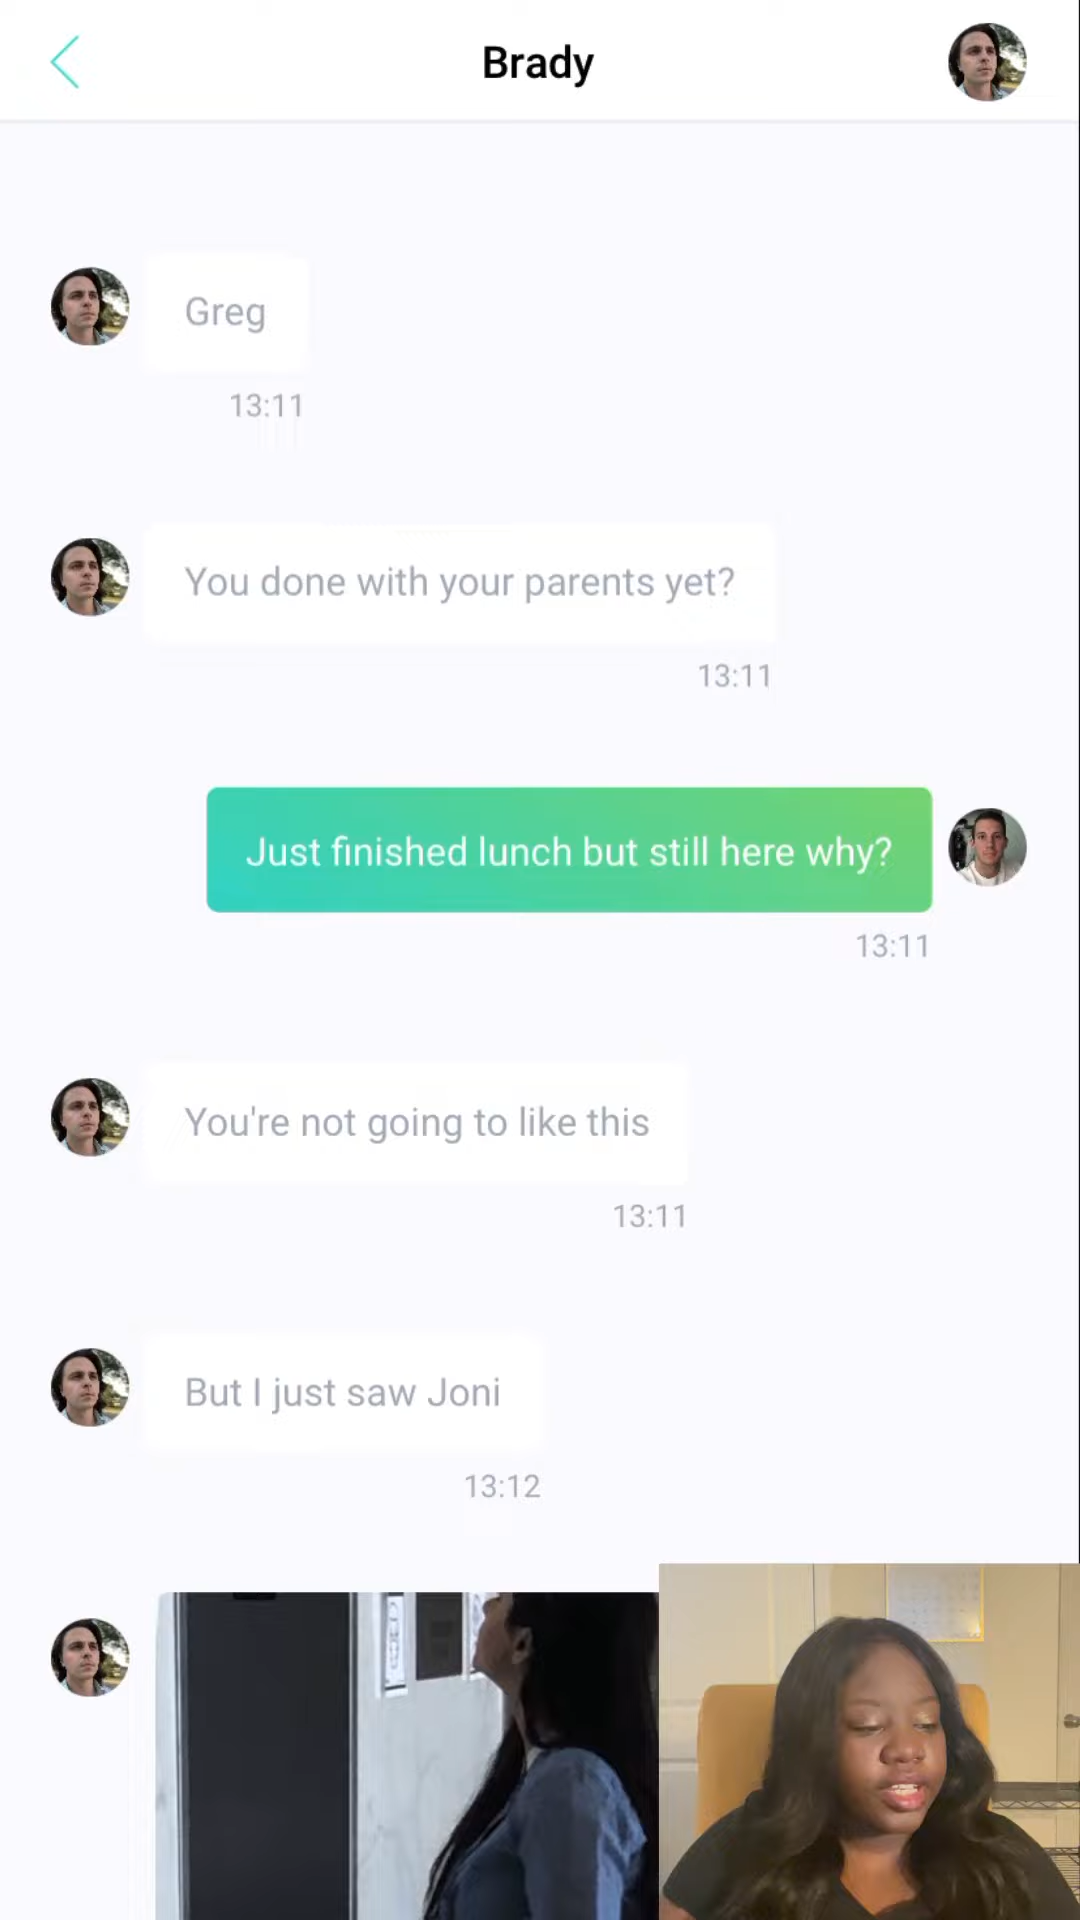 Brady
Greg
13:11
You done with your parents yet?
13:11
Just finished lunch but still here why?
13:11
You're not going to like this
13:11
But I just saw Joni
13:12